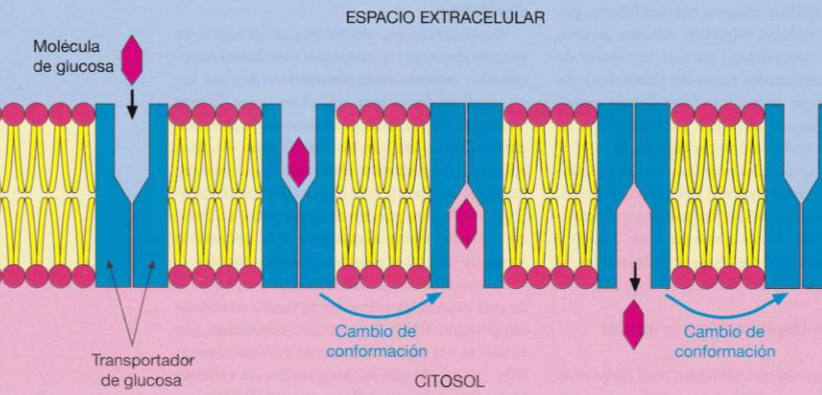 ESPACIO EXTRACELULAR
Molécula
de glucosa
Cambio de
conformación
Cambio de
conformación
Transportador
de glucosa
CITOSOL